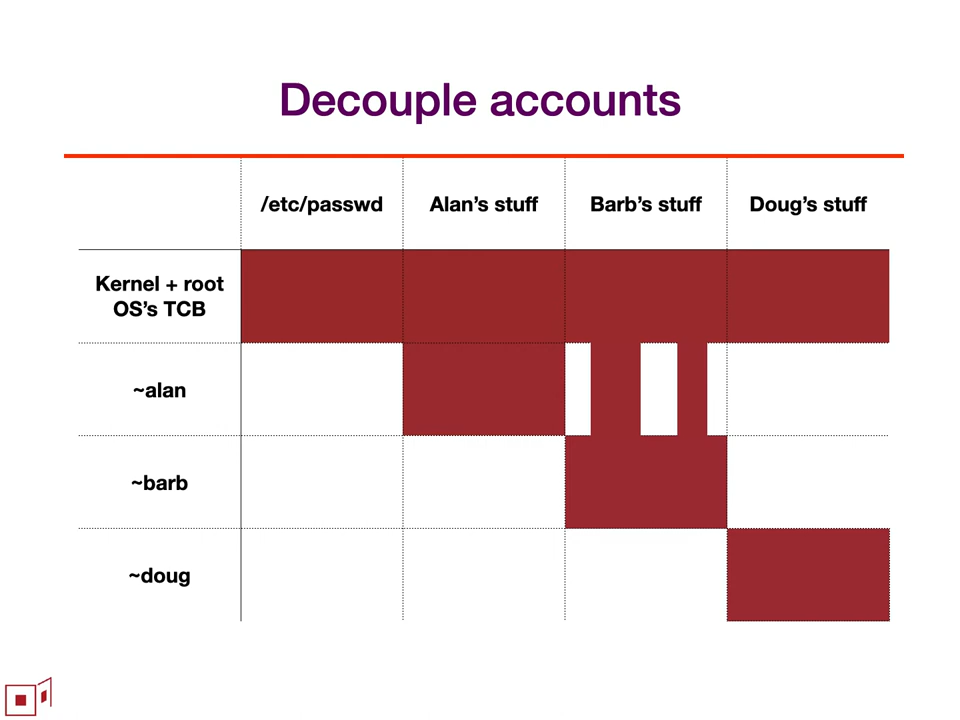 Decouple accounts
/etc/passwd Alan’s stuff Barb’s stuff Doug’s stuff
Kernel + root
OS’s TCB
~alan
~barb
~doug